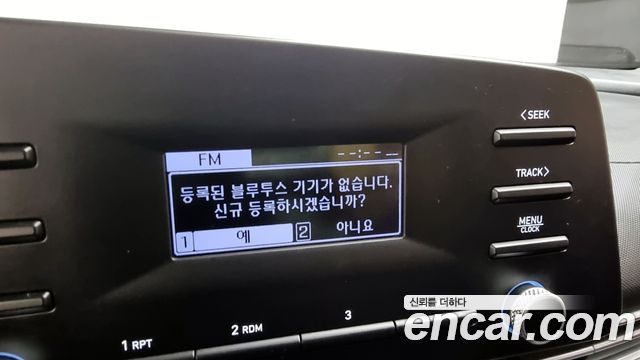 < SEEK
FM --:-- --
등록된 블루투스 기기가 없습니다.
신규 등록하시겠습니까?
1 예 2 아니요
TRACK >
MENU
CLOCK
신뢰를 더하다
encar.com
1 RPT
2 RDM
3